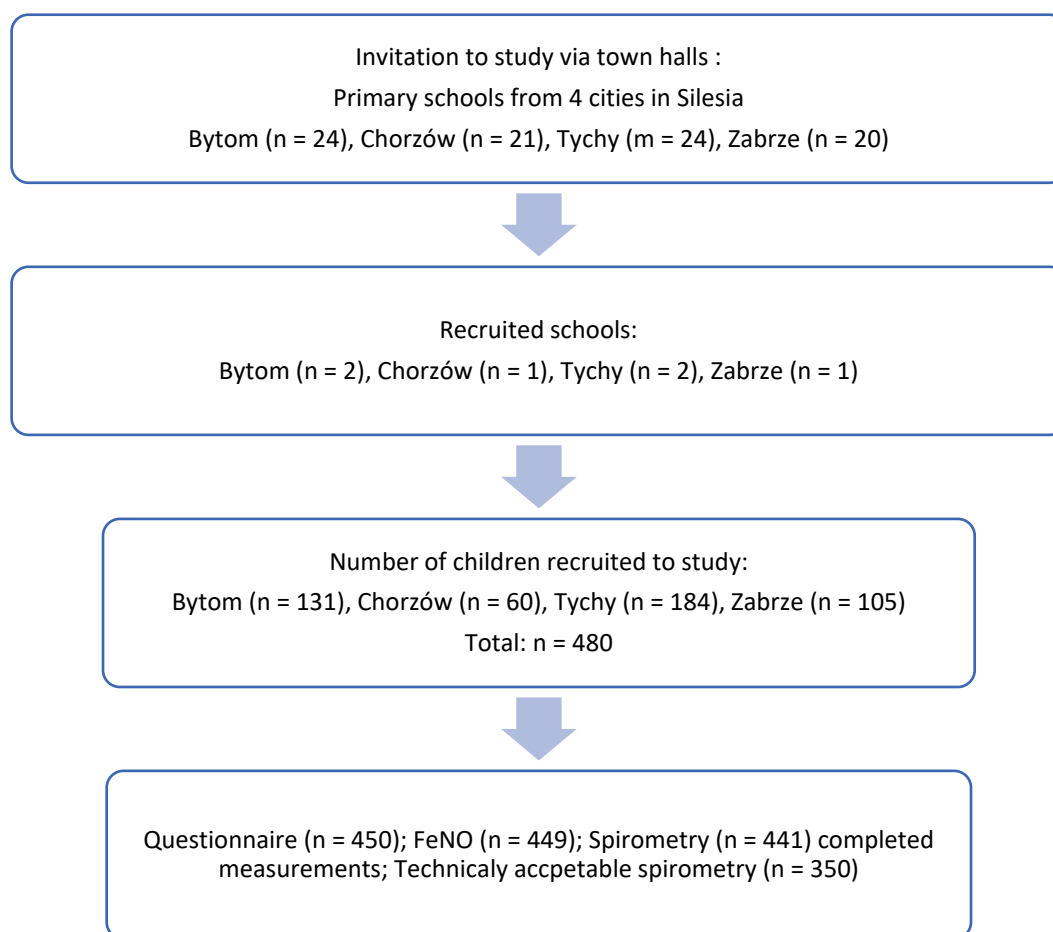 Invitation to study via town halls :
Primary schools from 4 cities in Silesia
Bytom (n = 24), Chorzów (n = 21), Tychy (m = 24), Zabrze (n = 20)
Recruited schools:
Bytom (n = 2), Chorzów (n = 1), Tychy (n = 2), Zabrze (n = 1)
Number of children recruited to study:
Bytom (n = 131), Chorzów (n = 60), Tychy (n = 184), Zabrze (n = 105)
Total: n = 480
Questionnaire (n = 450); FeNO (n = 449); Spirometry (n = 441) completed
measurements; Technicaly accpetable spirometry (n = 350)